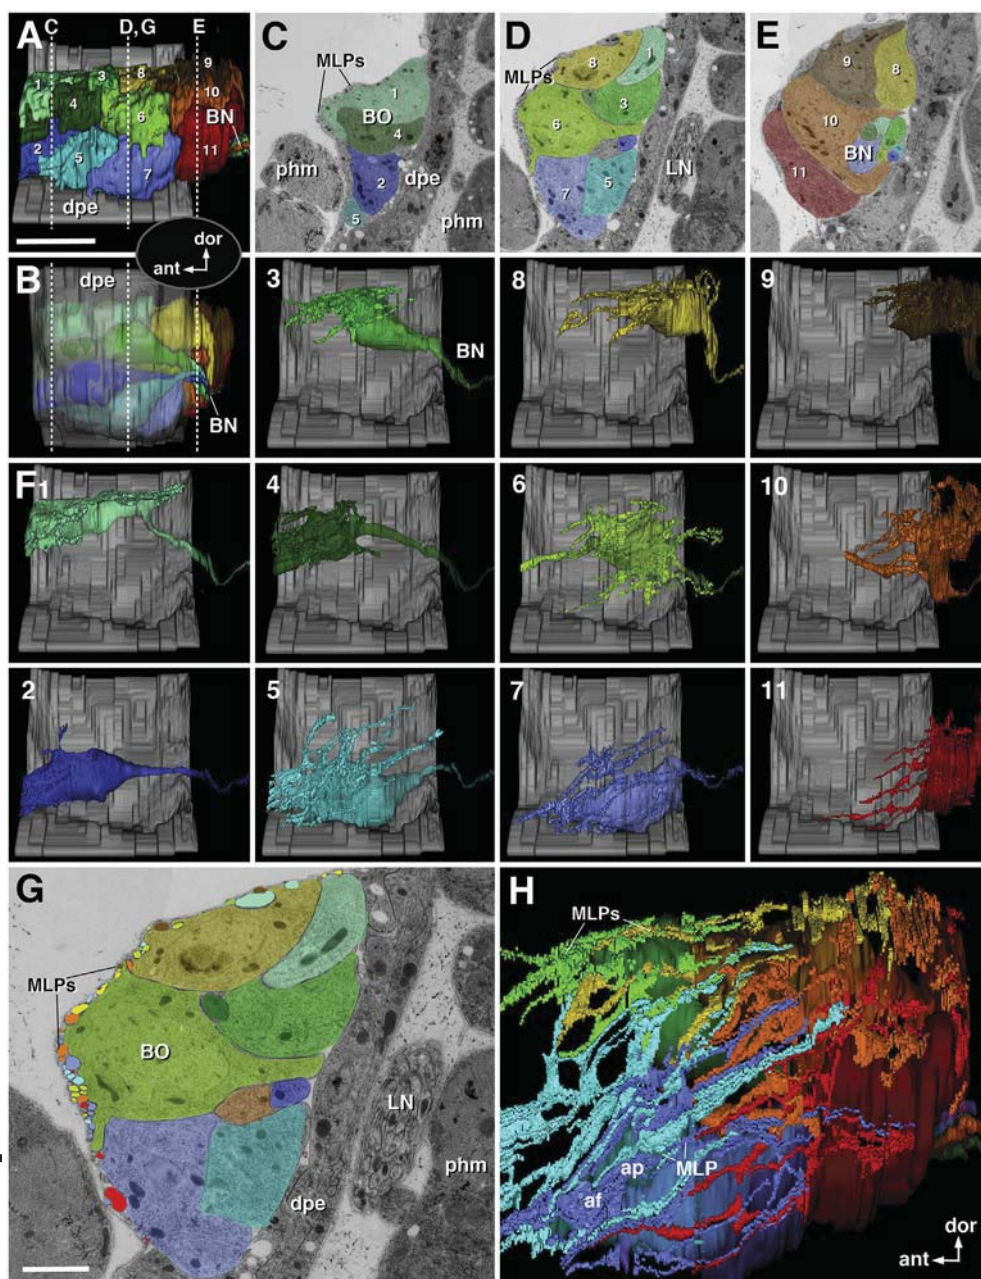 A
C
D, G
E
1
3
8
9
4
10
6
BN
2
5
7
11
dpe
C
MLPs
1
BO
4
phm
2
dpe
5
phm
D
MLPs
8
1
3
6
7
5
LN
E
9
8
10
BN
11
dor
ant
B
dpe
BN
3
BN
8
9
F1
4
6
10
2
5
7
11
G
MLPs
BO
LN
phm
dpe
H
MLPs
ap
MLP
af
dor
ant